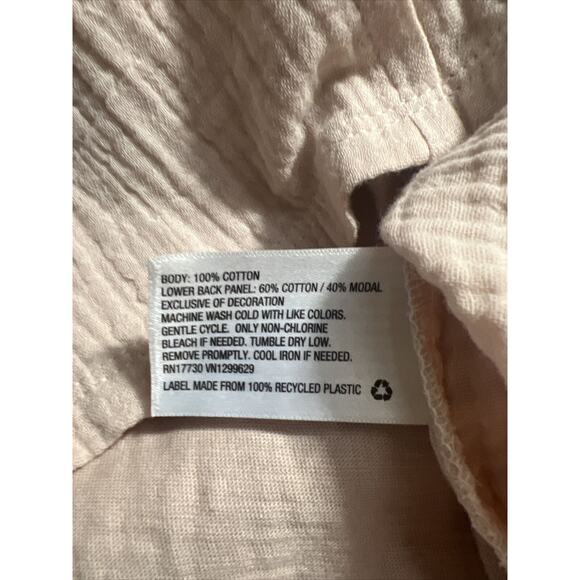 BODY: 100% COTTON
LOWER BACK PANEL: 60% COTTON / 40% MODAL
EXCLUSIVE OF DECORATION
MACHINE WASH COLD WITH LIKE COLORS.
GENTLE CYCLE. ONLY NON-CHLORINE
BLEACH IF NEEDED. TUMBLE DRY LOW.
REMOVE PROMPTLY. COOL IRON IF NEEDED.
RN17730 VN1299629
LABEL MADE FROM 100% RECYCLED PLASTIC